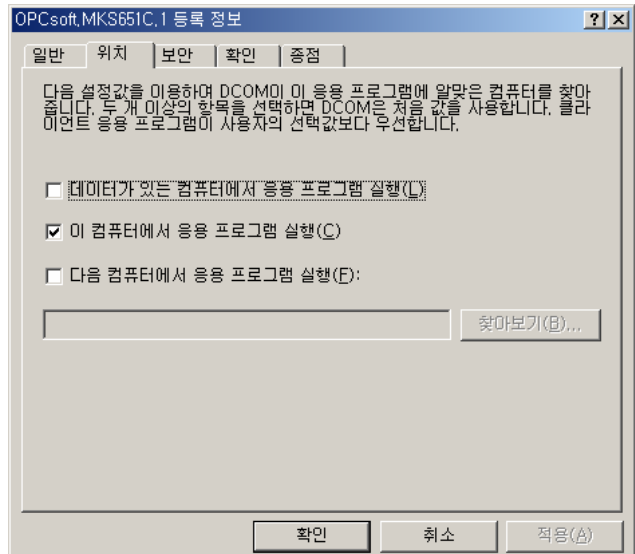 OPCsoft.MKS651C.1 등록 정보
일반 위치 보안 확인 종점
다음 설정값을 이용하여 DCOM이 이 응용 프로그램에 알맞은 컴퓨터를 찾아
줍니다. 두 개 이상의 항목을 선택하면 DCOM은 처음 값을 사용합니다. 클라
이언트 응용 프로그램이 사용자의 선택값보다 우선합니다.
데이터가 있는 컴퓨터에서 응용 프로그램 실행(L)
이 컴퓨터에서 응용 프로그램 실행(C)
다음 컴퓨터에서 응용 프로그램 실행(F):
찾아보기(B)...
확인 취소 적용(A)